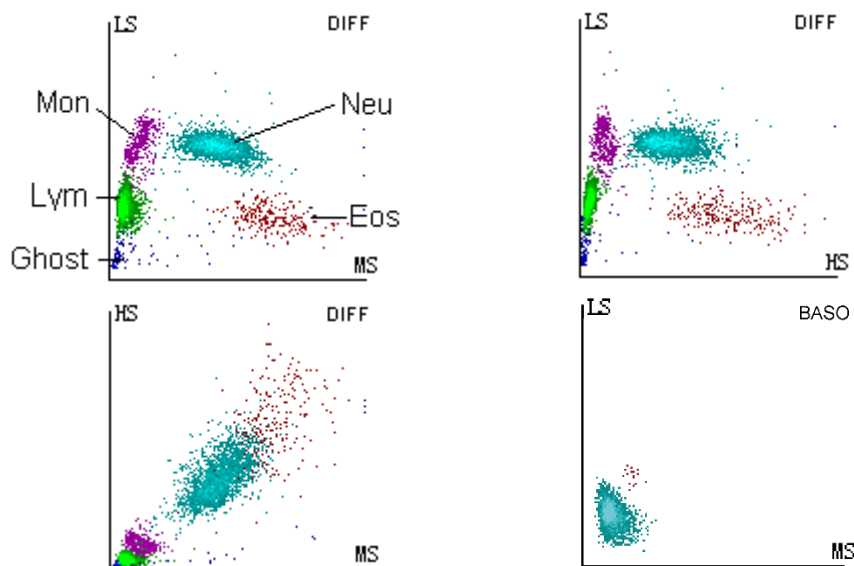 LS DIFF
Mon Neu
Lym Eos
Ghost MS
LS DIFF
HS
HS DIFF
MS
LS BASO
MS